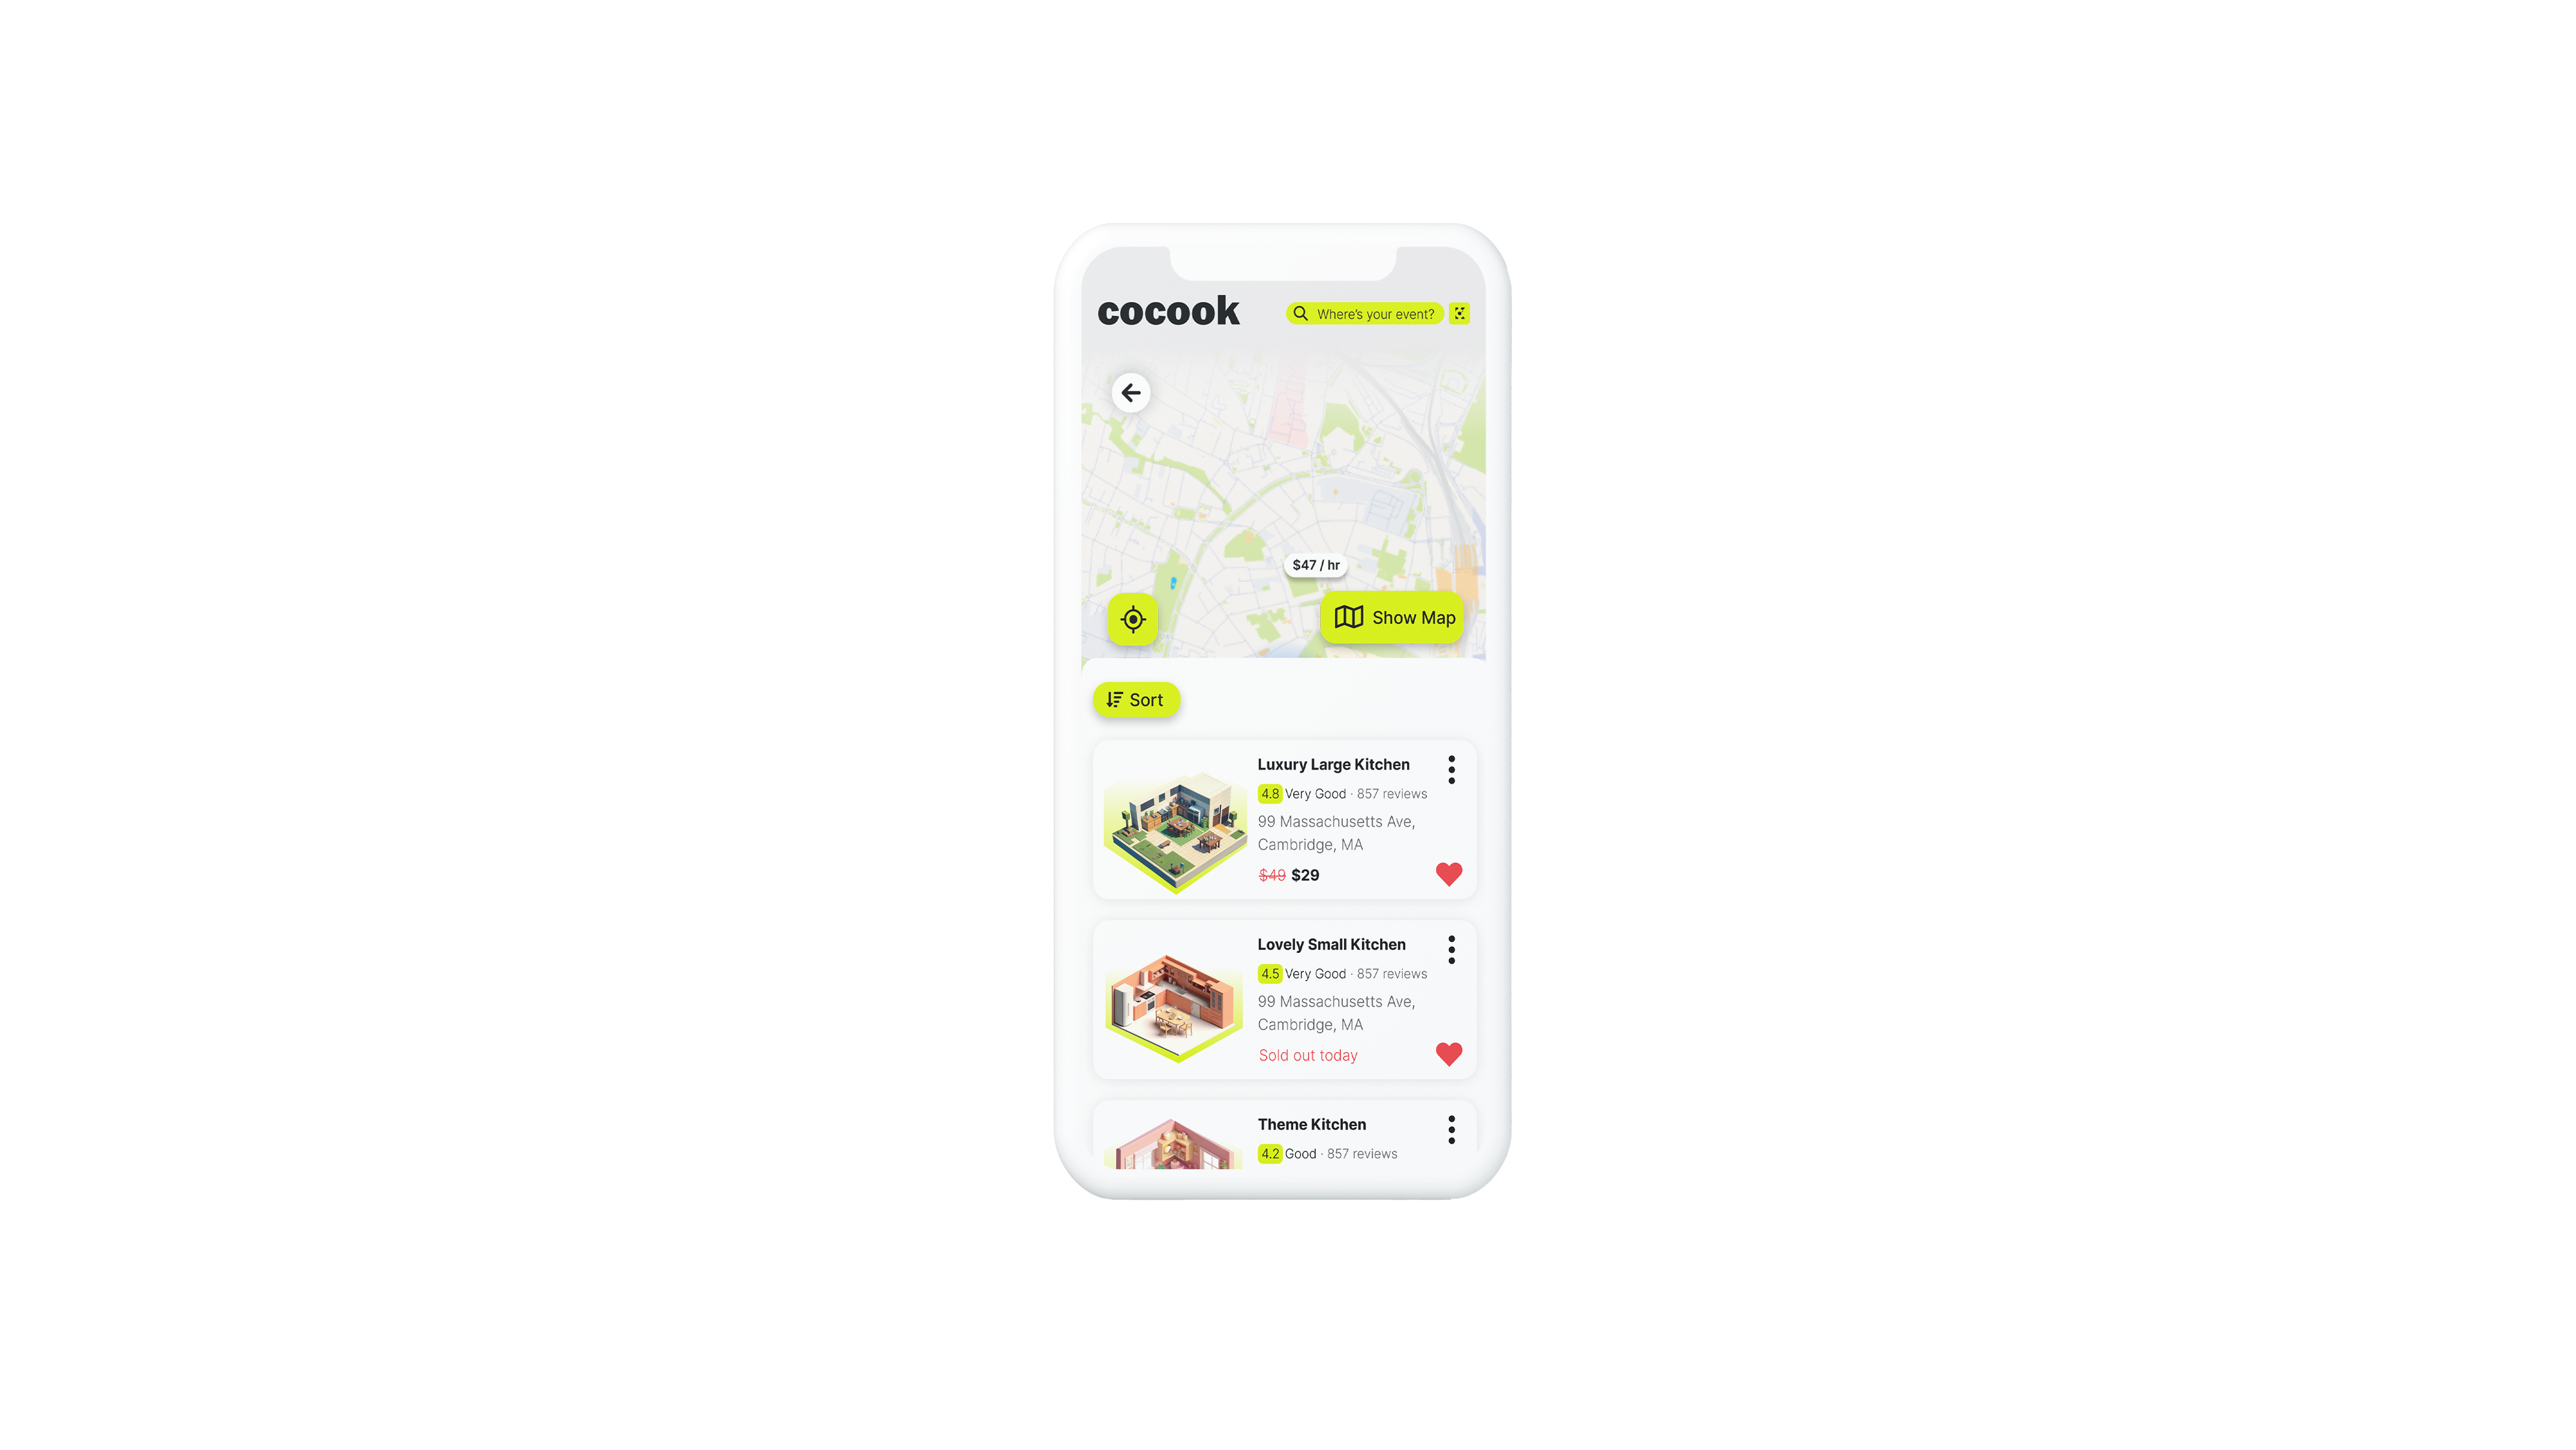 cocook
Where's your event?
$47 / hr
Show Map
Sort
Luxury Large Kitchen
4.8 Very Good · 857 reviews
99 Massachusetts Ave,
Cambridge, MA
$49 $29
Lovely Small Kitchen
4.5 Very Good · 857 reviews
99 Massachusetts Ave,
Cambridge, MA
Sold out today
Theme Kitchen
4.2 Good · 857 reviews